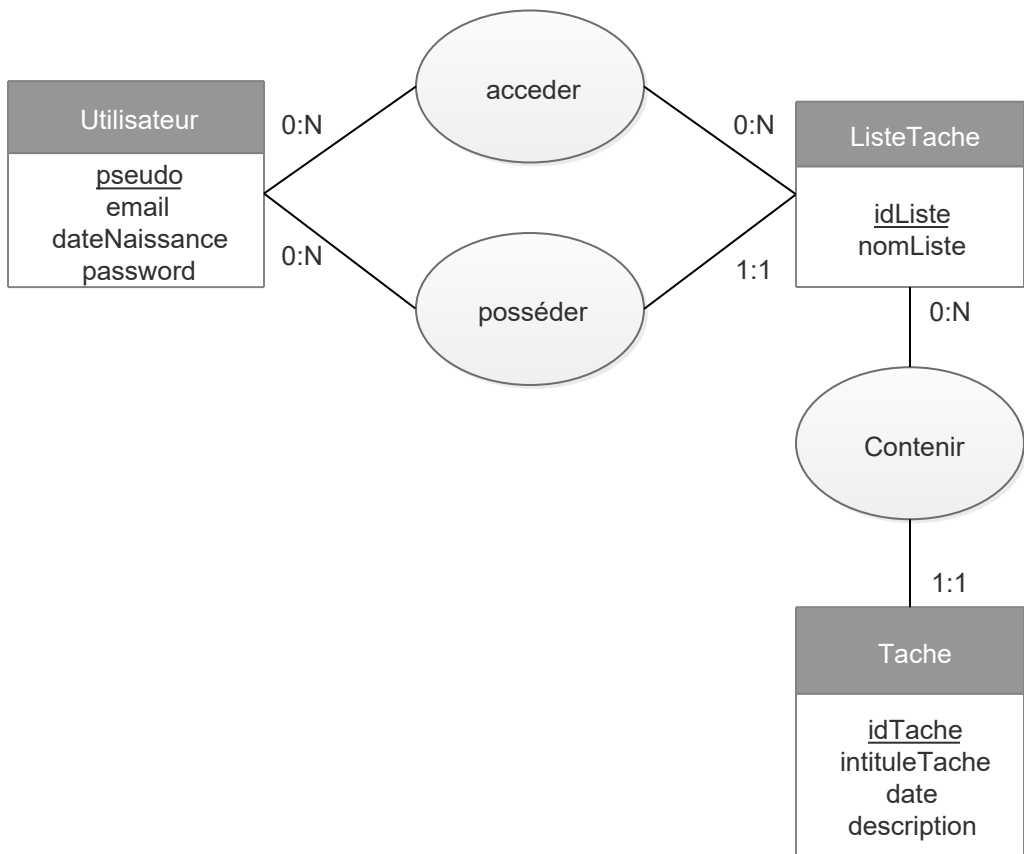 acceder
Utilisateur
0:N
0:N
ListeTache
pseudo
email
dateNaissance
password
idListe
nomListe
0:N
1:1
posséder
0:N
Contenir
1:1
Tache
idTache
intituleTache
date
description